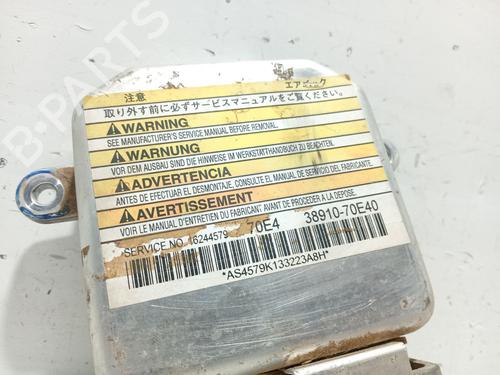 B-PARTS
注意 エアバッグ
取り外す前に必ずサービスマニュアルをご覧ください。
WARNING
SEE MANUFACTURER'S SERVICE MANUAL BEFORE REMOVAL.
WARNUNG
VOR DEM AUSBAU SIND DIE HINWEISE IM WERKSTATTHANDBUCH ZU BEACHTEN.
ADVERTENCIA
ANTES DE EFECTUAR EL DESMONTAJE, CONSULTE EL MANUAL DE SERVICIO DEL FABRICANTE.
AVERTISSEMENT
VOIR LE MANUEL D'ENTRETIEN DU FABRICANT AVANT DE PROCEDER A LA DEPOSE.
SERVICE NO. 16244579 70E4 38910-70E40
*AS4579K133223A8H*